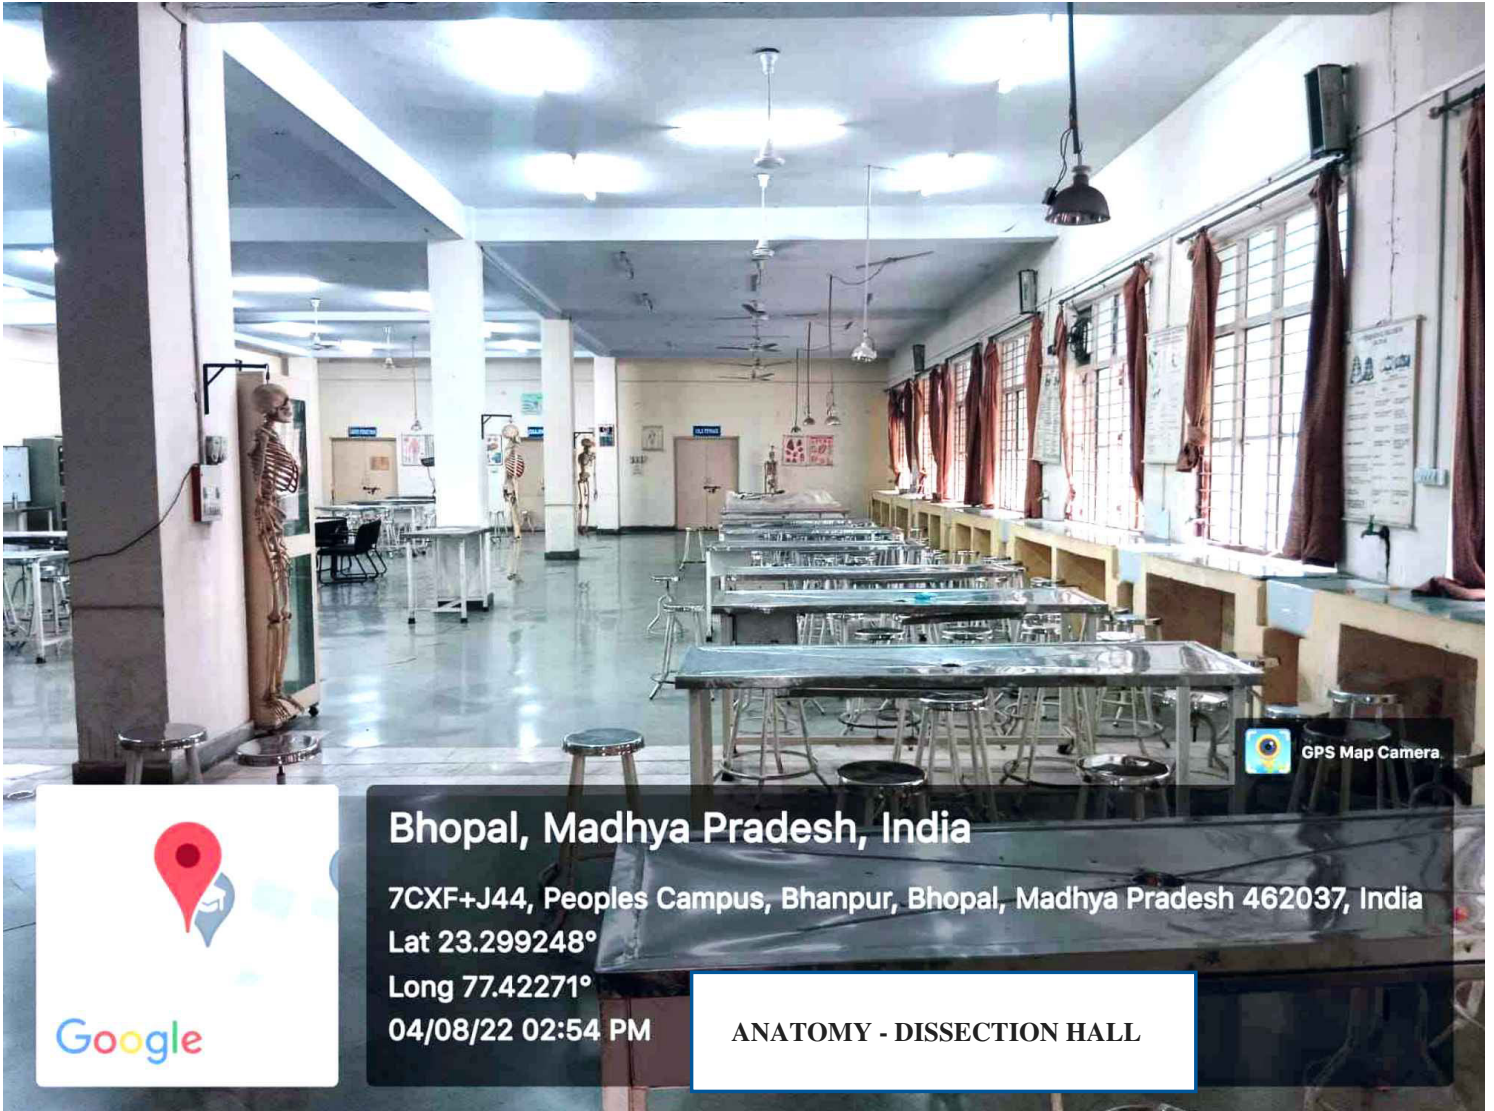 GPS Map Camera
Bhopal, Madhya Pradesh, India
7CXF+J44, Peoples Campus, Bhanpur, Bhopal, Madhya Pradesh 462037, India
Lat 23.299248°
Long 77.42271°
04/08/22 02:54 PM
Google
ANATOMY - DISSECTION HALL